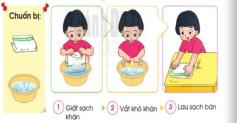 Chuẩn bị:
1 Giặt sạch khăn
2 Vắt khô khăn
3 Lau sạch bàn